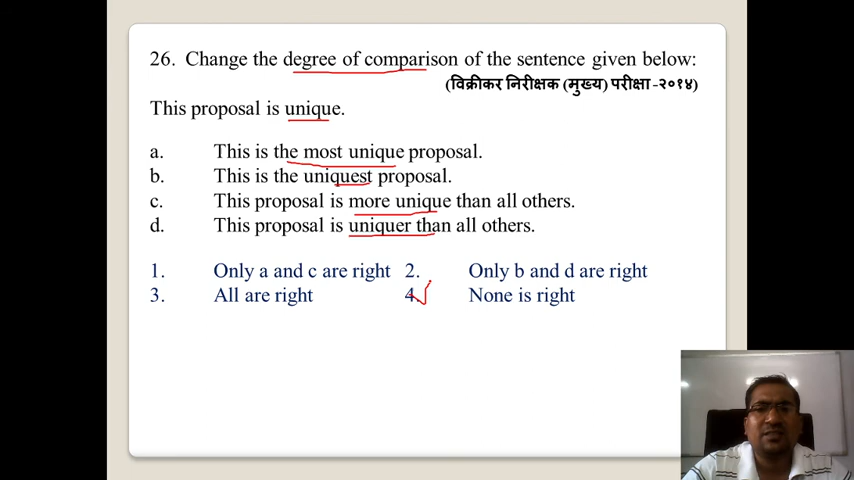 26. Change the degree of comparison of the sentence given below:
(विक्रीकर निरीक्षक (मुख्य) परीक्षा -२०१४)
This proposal is unique.
a. This is the most unique proposal.
b. This is the uniquest proposal.
c. This proposal is more unique than all others.
d. This proposal is uniquer than all others.
1. Only a and c are right 2. Only b and d are right
3. All are right 4. None is right